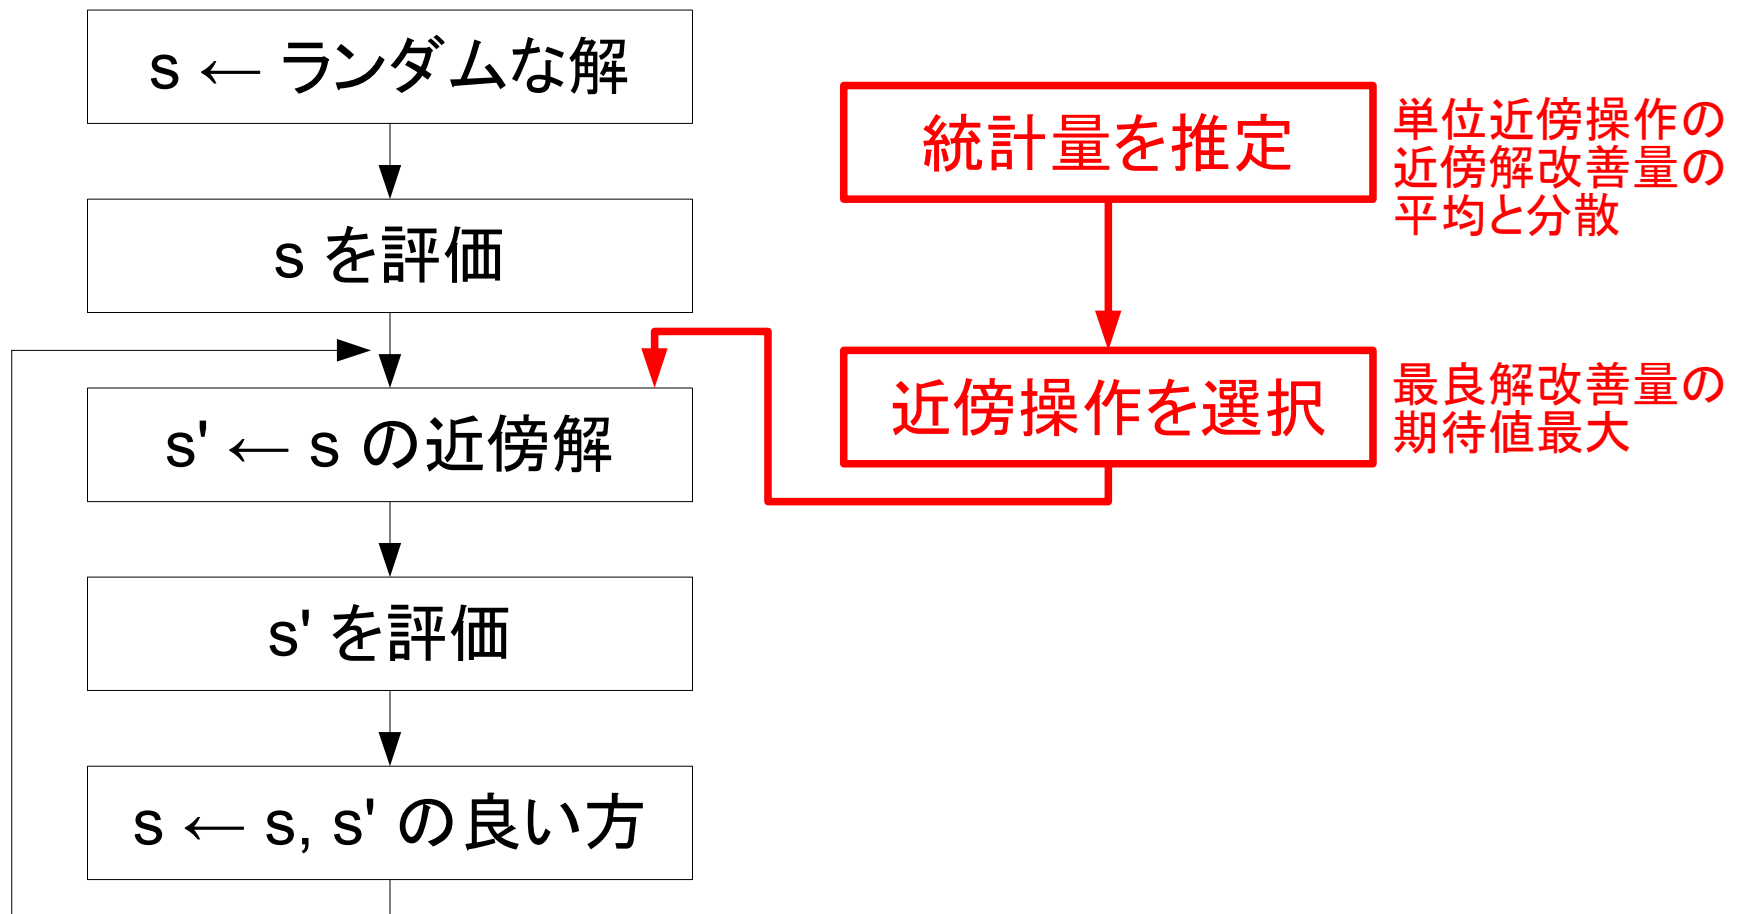 s ← ランダムな解
s を評価
s' ← s の近傍解
s' を評価
s ← s, s' の良い方
統計量を推定
単位近傍操作の
近傍解改善量の
平均と分散
近傍操作を選択
最良解改善量の
期待値最大